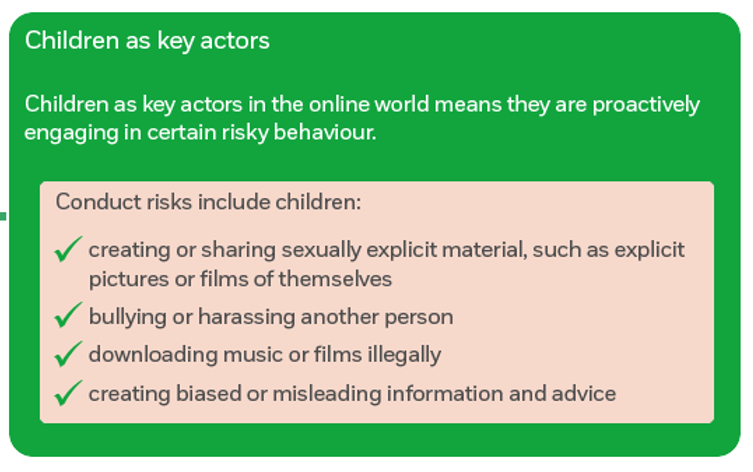 Children as key actors
Children as key actors in the online world means they are proactively
engaging in certain risky behaviour.
Conduct risks include children:
creating or sharing sexually explicit material, such as explicit
pictures or films of themselves
bullying or harassing another person
downloading music or films illegally
creating biased or misleading information and advice